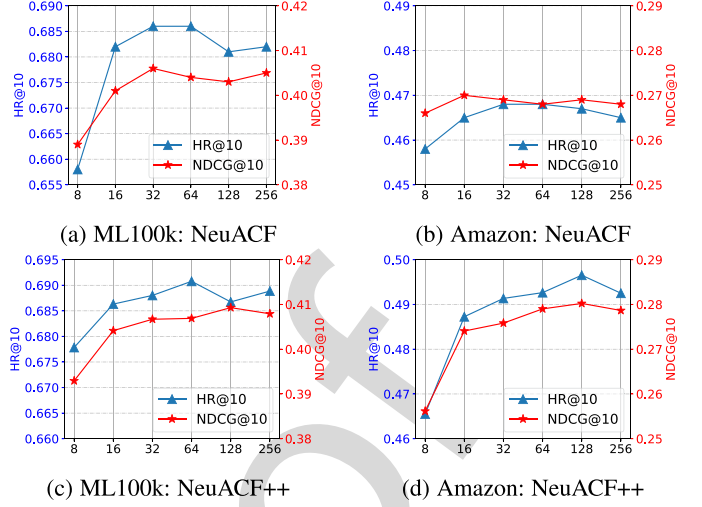 0.690
0.685
0.680
0.675
0.670
0.665
0.660
0.655
HR@10
0.42
0.41
0.40
0.39
0.38
NDCG@10
HR@10
NDCG@10
8 16 32 64 128 256
(a) ML100k: NeuACF
0.49
0.48
0.47
0.46
0.45
HR@10
0.29
0.28
0.27
0.26
0.25
NDCG@10
HR@10
NDCG@10
8 16 32 64 128 256
(b) Amazon: NeuACF
0.695
0.690
0.685
0.680
0.675
0.670
0.665
0.660
HR@10
0.42
0.41
0.40
0.39
0.38
NDCG@10
HR@10
NDCG@10
8 16 32 64 128 256
(c) ML100k: NeuACF++
0.50
0.49
0.48
0.47
0.46
HR@10
0.29
0.28
0.27
0.26
0.25
NDCG@10
HR@10
NDCG@10
8 16 32 64 128 256
(d) Amazon: NeuACF++